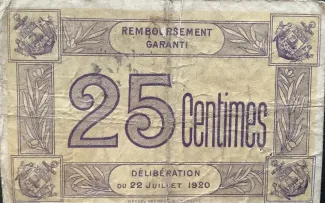 REMBOURSEMENT
GARANTI
25 Centimes
DÉLIBÉRATION
DU 22 JUILLET 1920